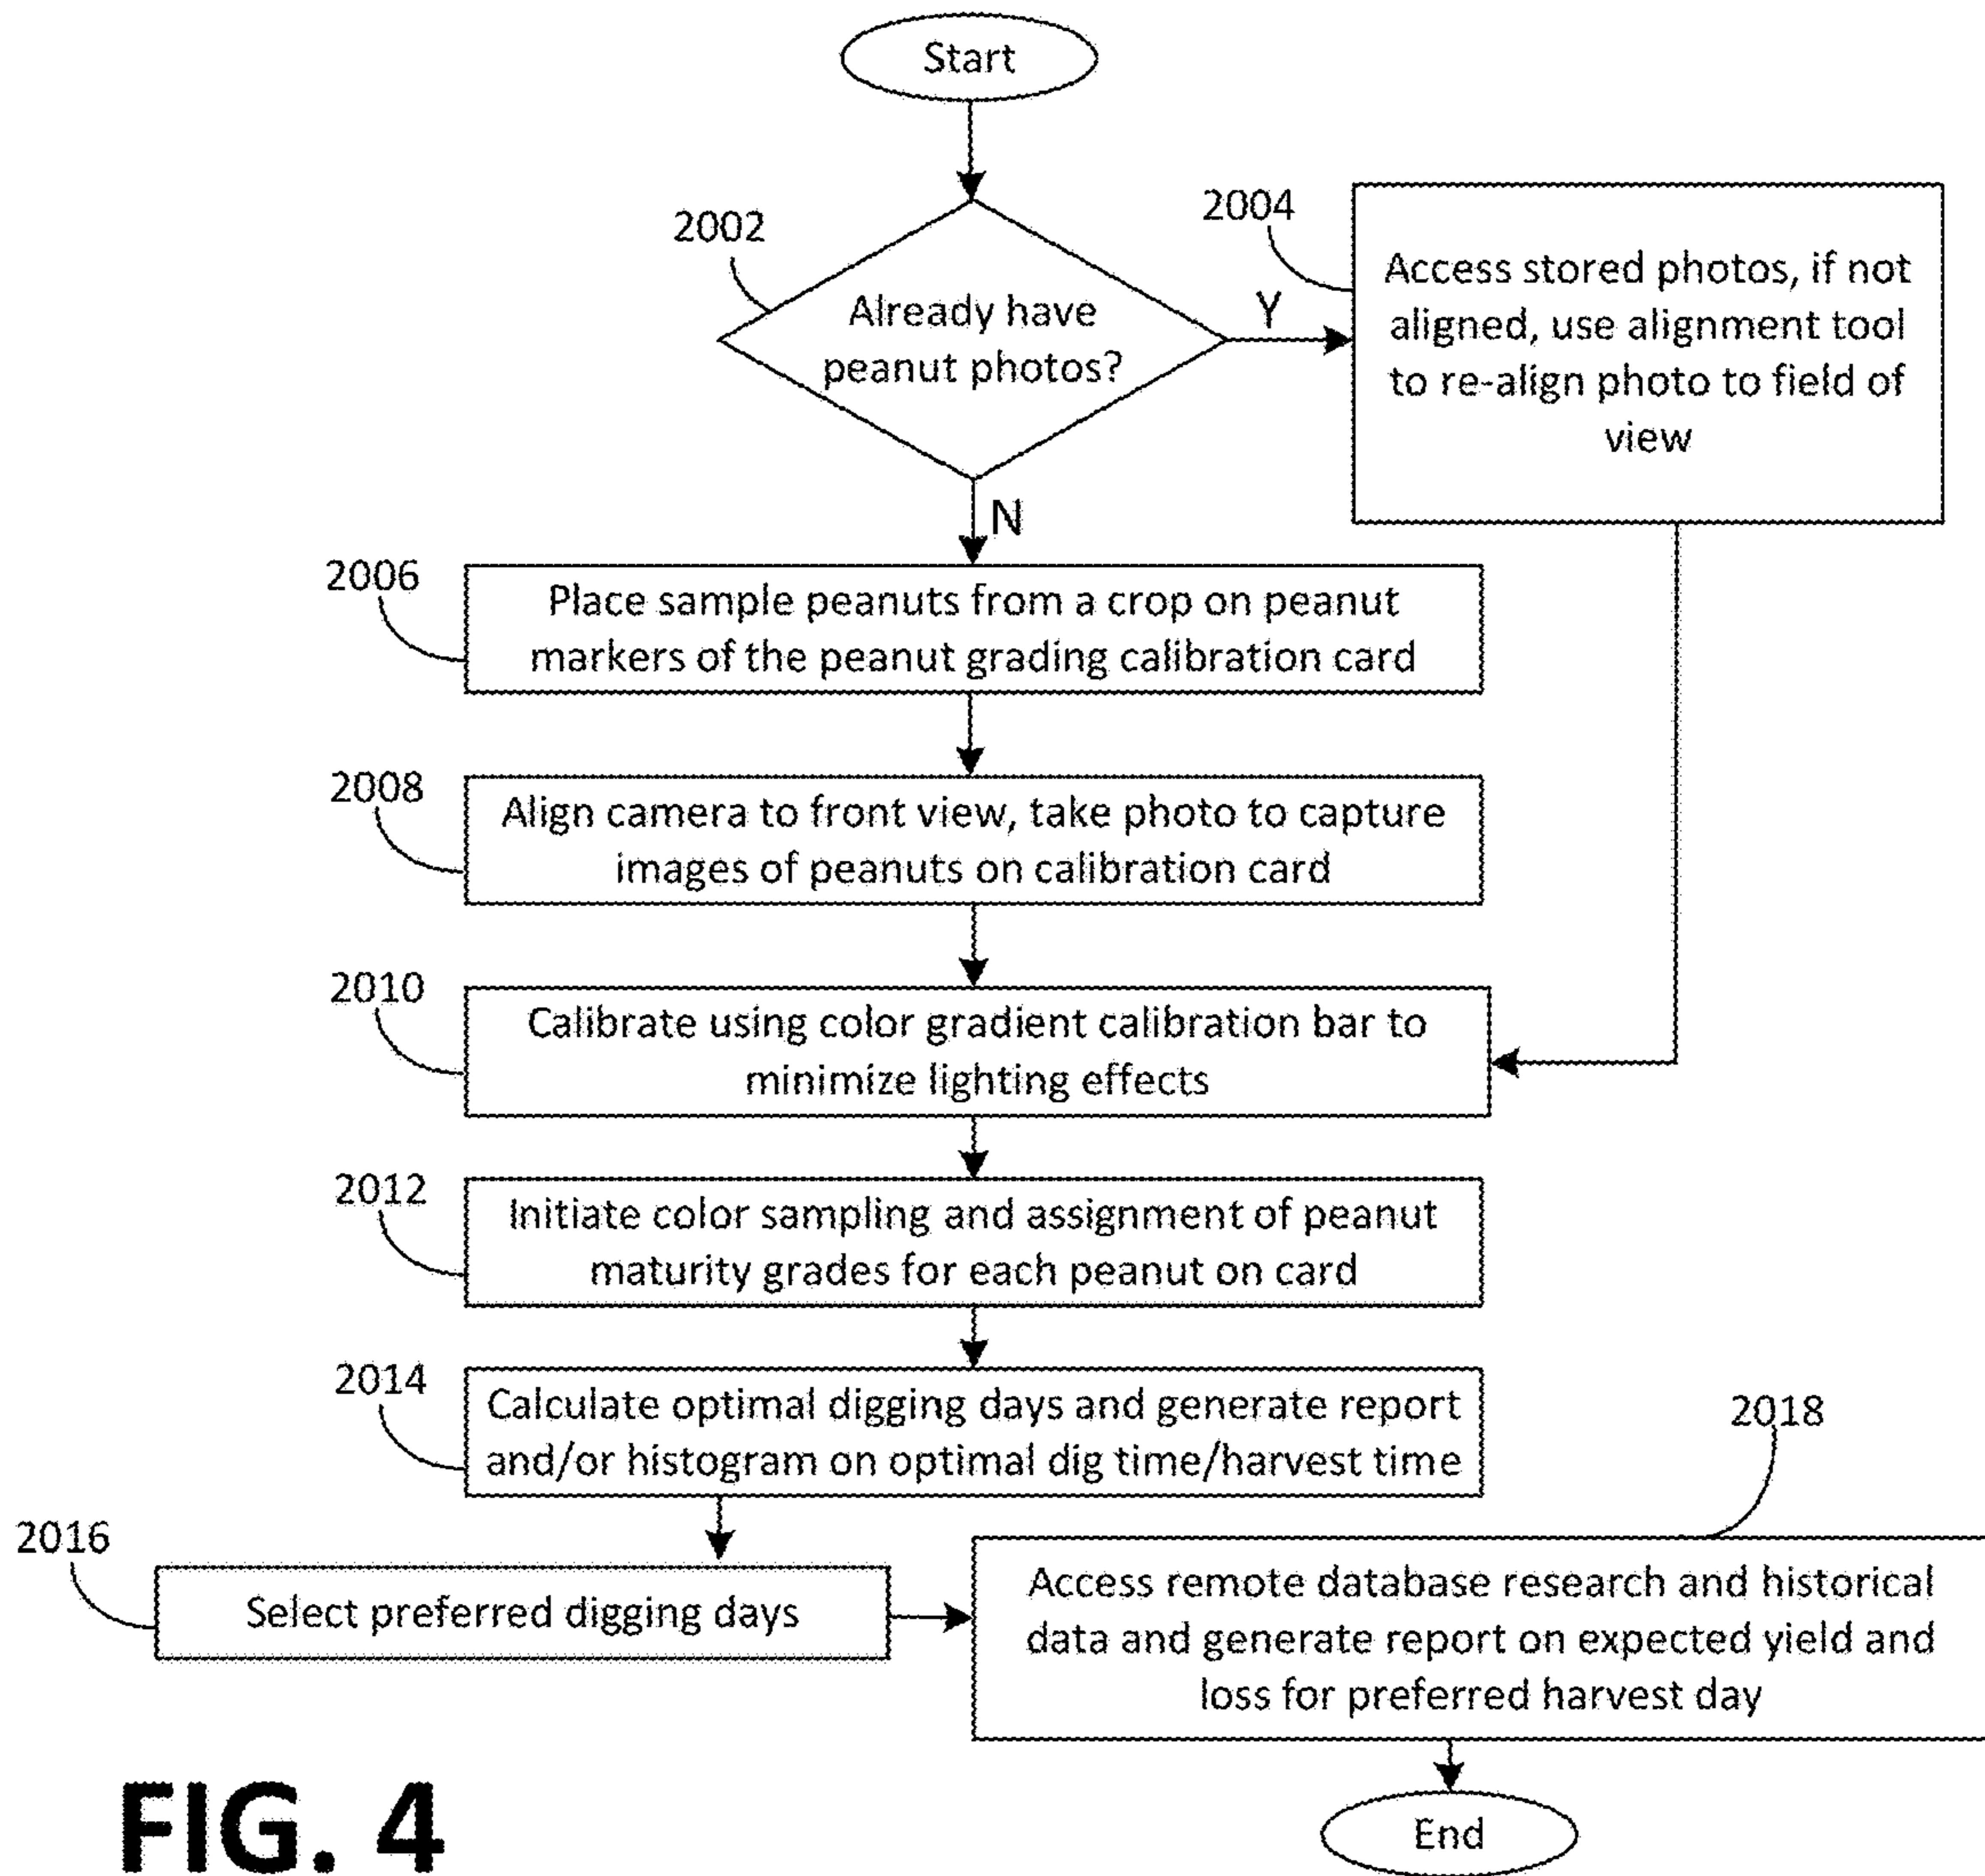 Start
2002
Already have
peanut photos?
Y
2004
Access stored photos, if not
aligned, use alignment tool
to re-align photo to field of
view
N
2006
Place sample peanuts from a crop on peanut
markers of the peanut grading calibration card
2008
Align camera to front view, take photo to capture
images of peanuts on calibration card
2010
Calibrate using color gradient calibration bar to
minimize lighting effects
2012
Initiate color sampling and assignment of peanut
maturity grades for each peanut on card
2014
Calculate optimal digging days and generate report
and/or histogram on optimal dig time/harvest time
2016
Select preferred digging days
2018
Access remote database research and historical
data and generate report on expected yield and
loss for preferred harvest day
End
FIG. 4